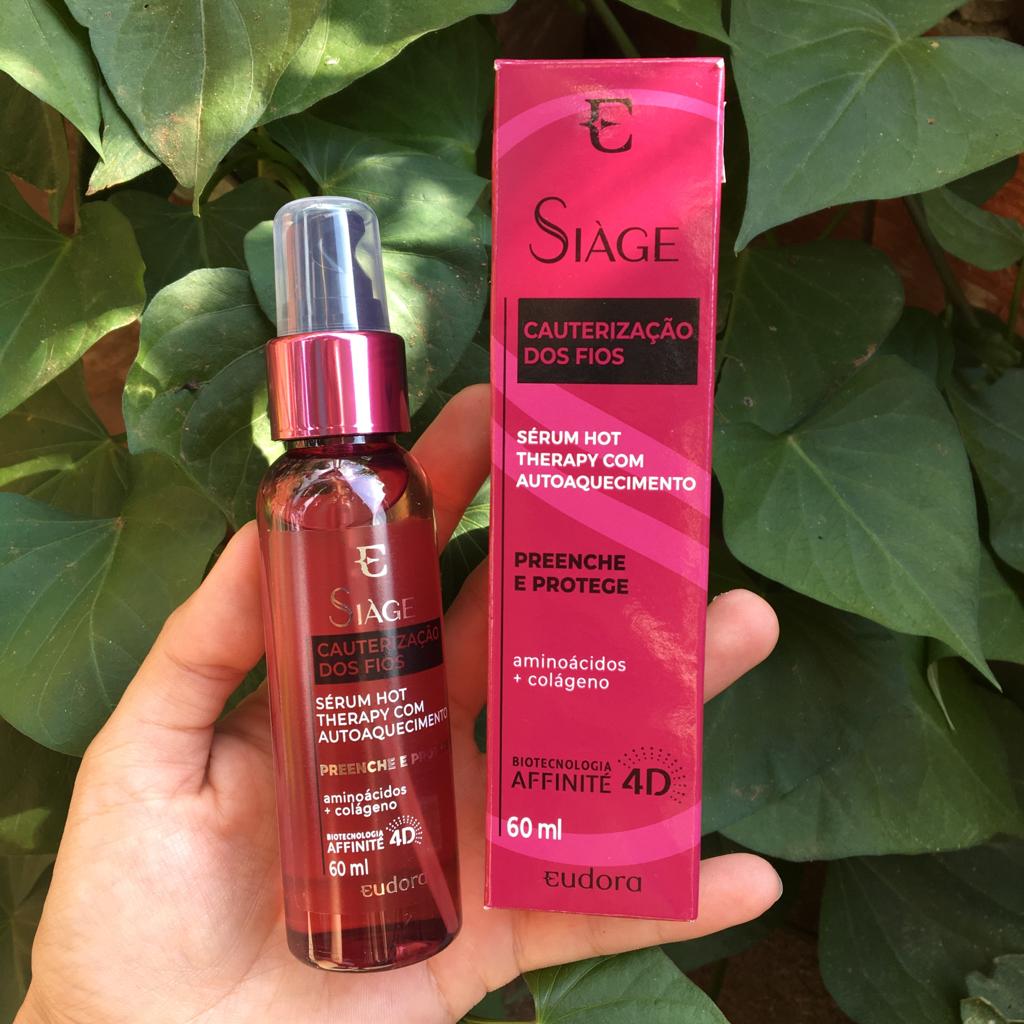 E
SIÀGE
CAUTERIZAÇÃO
DOS FIOS
SÉRUM HOT
THERAPY COM
AUTOAQUECIMENTO
PREENCHE E PROTEGE
aminoácidos
+ colágeno
BIOTECNOLOGIA
AFFINITÉ 4D
60 ml
eudora
E
SIÀGE
CAUTERIZAÇÃO
DOS FIOS
SÉRUM HOT
THERAPY COM
AUTOAQUECIMENTO
PREENCHE
E PROTEGE
aminoácidos
+ colágeno
BIOTECNOLOGIA
AFFINITÉ 4D
60 ml
eudora